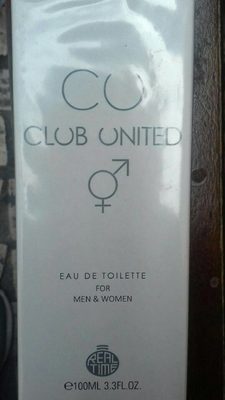 CU
CLUB UNITED
EAU DE TOILETTE
FOR
MEN & WOMEN
REAL
TIME
℮100ML 3.3FL.OZ.